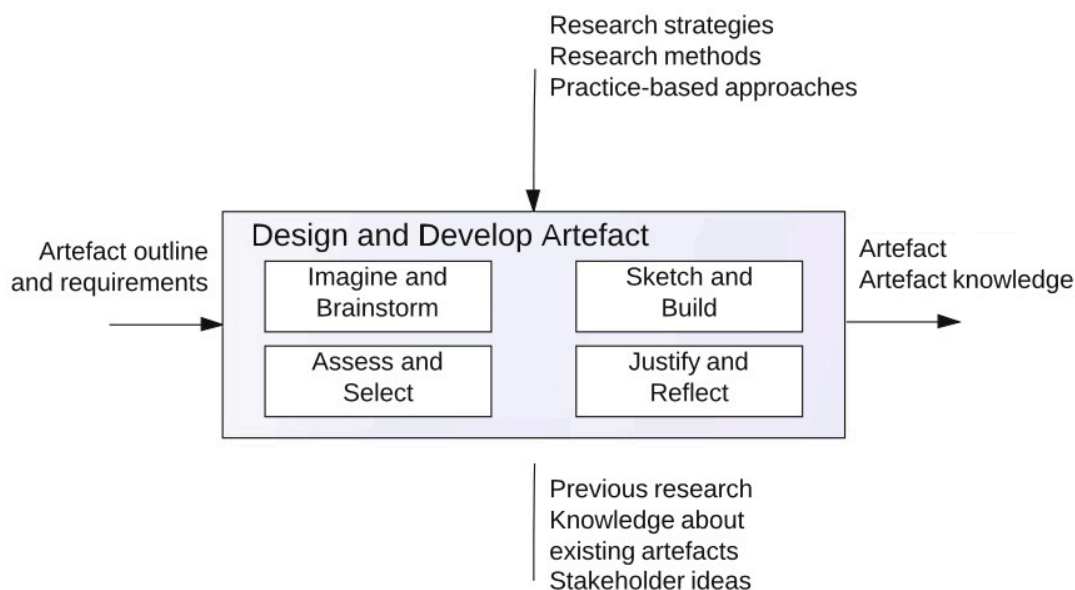 Research strategies
Research methods
Practice-based approaches
Artefact outline
and requirements
Design and Develop Artefact
Imagine and
Brainstorm
Sketch and
Build
Assess and
Select
Justify and
Reflect
Artefact
Artefact knowledge
Previous research
Knowledge about
existing artefacts
Stakeholder ideas